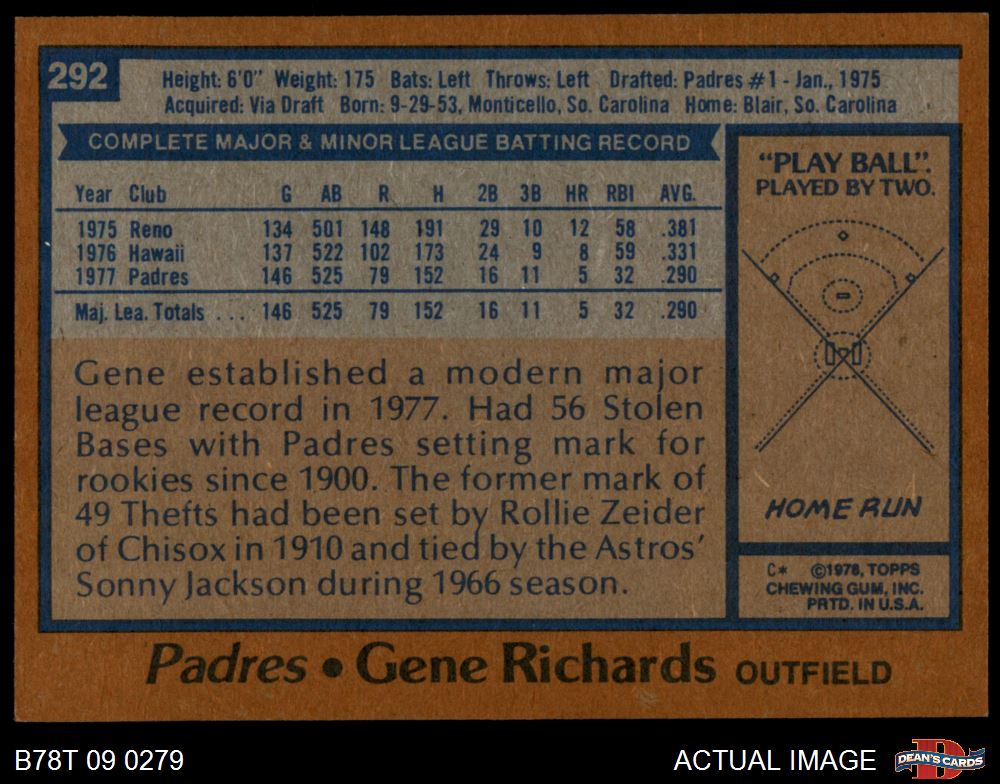 292
Height: 6'0" Weight: 175 Bats: Left Throws: Left Drafted: Padres #1 - Jan., 1975
Acquired: Via Draft Born: 9-29-53, Monticello, So. Carolina Home: Blair, So. Carolina
COMPLETE MAJOR & MINOR LEAGUE BATTING RECORD
Year Club G AB R H 2B 3B HR RBI AVG.
1975 Reno 134 501 148 191 29 10 12 58 .381
1976 Hawaii 137 522 102 173 24 9 8 59 .331
1977 Padres 146 525 79 152 16 11 5 32 .290
Maj. Lea. Totals ... 146 525 79 152 16 11 5 32 .290
Gene established a modern major
league record in 1977. Had 56 Stolen
Bases with Padres setting mark for
rookies since 1900. The former mark of
49 Thefts had been set by Rollie Zeider
of Chisox in 1910 and tied by the Astros'
Sonny Jackson during 1966 season.
"PLAY BALL".
PLAYED BY TWO.
HOME RUN
C* ©1978, TOPPS
CHEWING GUM, INC.
PRTD. IN U.S.A.
Padres • Gene Richards OUTFIELD
B78T 09 0279
ACTUAL IMAGE
D
DEAN'S CARDS